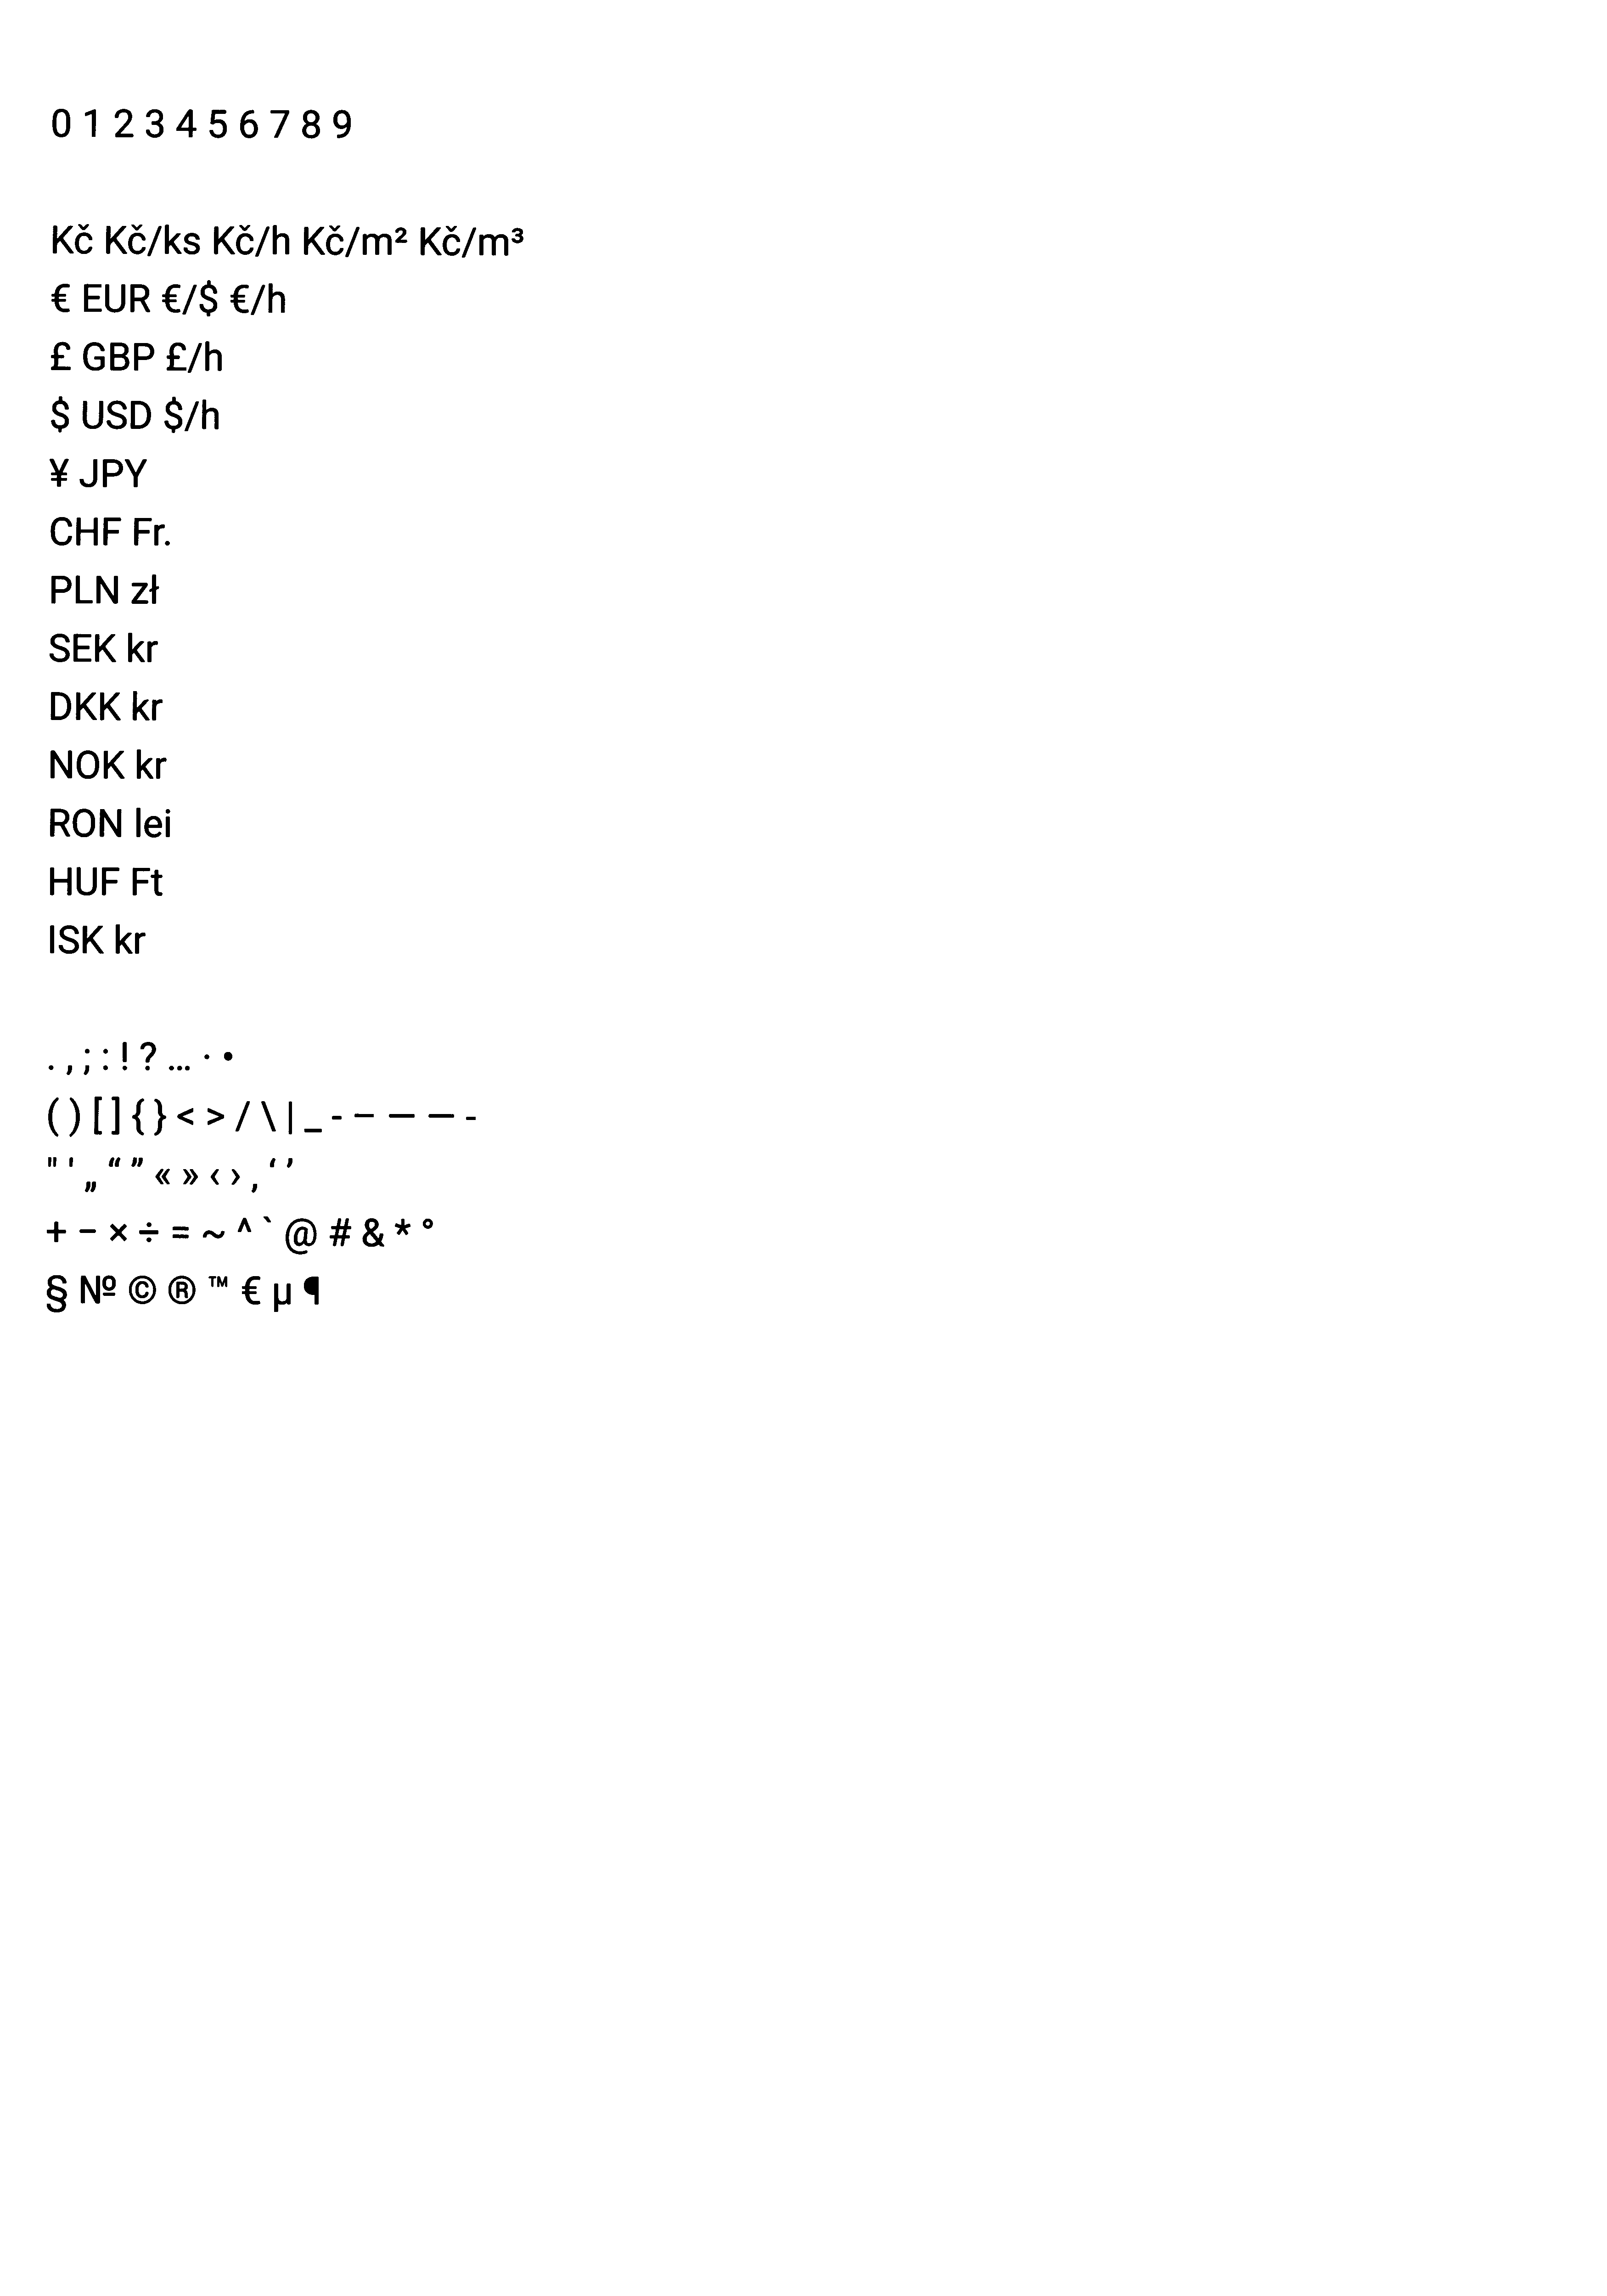 0 1 2 3 4 5 6 7 8 9
Kč Kč/ks Kč/h Kč/m² Kč/m³
€ EUR €/$ €/h
£ GBP £/h
$ USD $/h
¥ JPY
CHF Fr.
PLN zł
SEK kr
DKK kr
NOK kr
RON lei
HUF Ft
ISK kr
. , ; : ! ? … · •
( ) [ ] { } < > / \ | _ - – — — -
" ' „ “ ” « » ‹ › ‚ ‘ ’
+ − × ÷ = ~ ^ ` @ # & * °
§ № © ® ™ € µ ¶